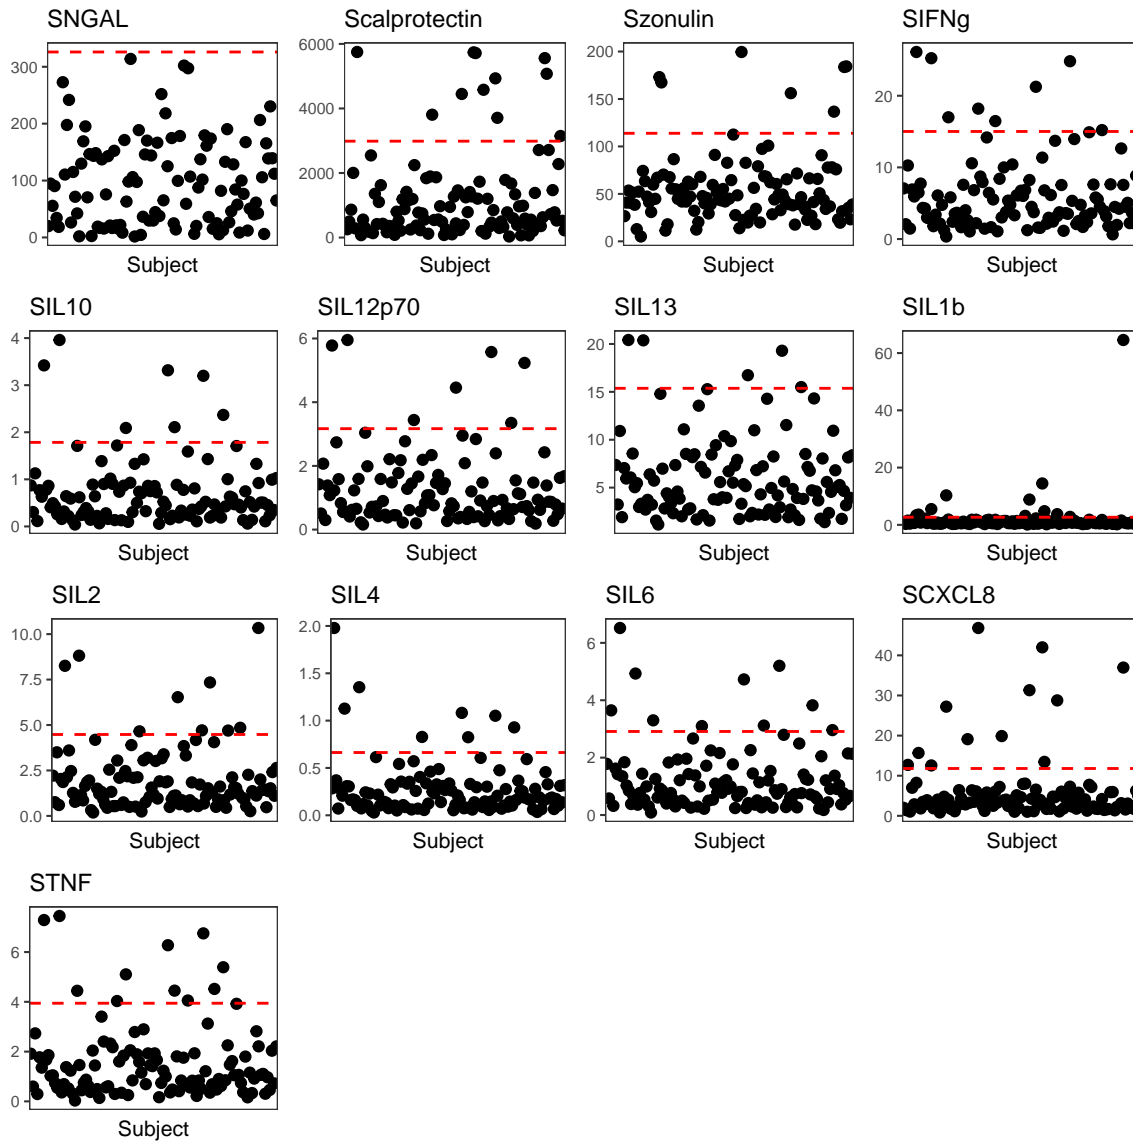 SNGAL
300
200
100
0
Subject
Scalprotectin
6000
4000
2000
0
Subject
Szonulin
200
150
100
50
0
Subject
SIFNg
20
10
0
Subject
SIL10
4
3
2
1
0
Subject
SIL12p70
6
4
2
0
Subject
SIL13
20
15
10
5
Subject
SIL1b
60
40
20
0
Subject
SIL2
10.0
7.5
5.0
2.5
0.0
Subject
SIL4
2.0
1.5
1.0
0.5
0.0
Subject
SIL6
6
4
2
0
Subject
SCXCL8
40
30
20
10
0
Subject
STNF
6
4
2
0
Subject